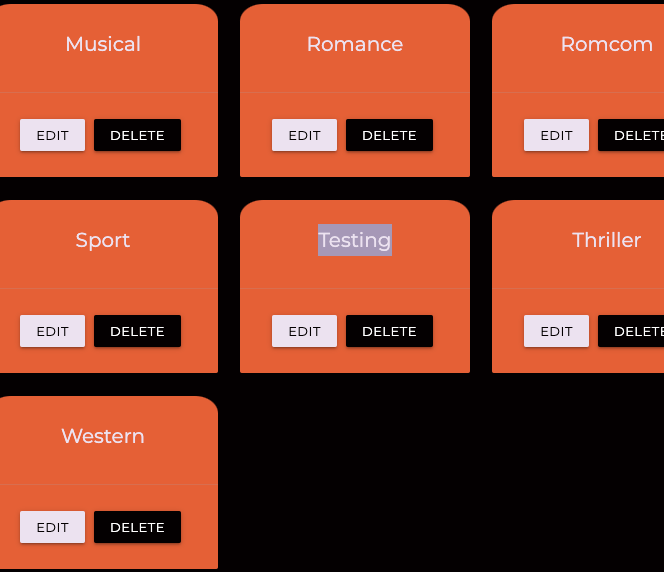 Musical
Romance
Romcom
EDIT DELETE
EDIT DELETE
EDIT DELETE
Sport
Testing
Thriller
EDIT DELETE
EDIT DELETE
EDIT DELETE
Western
EDIT DELETE